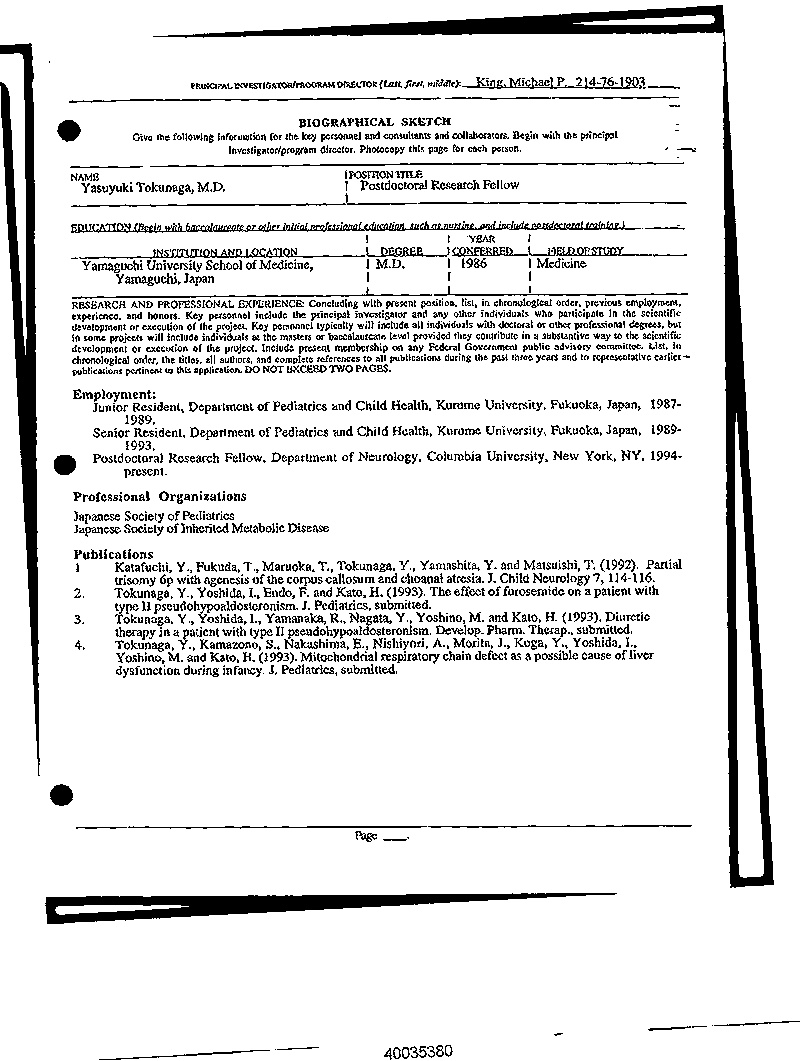 PRINCIPAL INVESTIGATOR/PROGRAM DIRECTOR (Last, first, middle): King, Michael P. 214-76-1903
BIOGRAPHICAL SKETCH
Give the following information for the key personnel and consultants and collaborators. Begin with the principal
investigator/program director. Photocopy this page for each person.
NAME POSITION TITLE
Yasuyuki Tokunaga, M.D. Postdoctoral Research Fellow
EDUCATION (Begin with baccalaureate or other initial professional education, such as nursing, and include postdoctoral training.)
YEAR
INSTITUTION AND LOCATION DEGREE CONFERRED FIELD OF STUDY
Yamaguchi University School of Medicine, M.D. 1986 Medicine
Yamaguchi, Japan
RESEARCH AND PROFESSIONAL EXPERIENCE: Concluding with present position, list, in chronological order, previous employment,
experience, and honors. Key personnel include the principal investigator and any other individuals who participate in the scientific
development or execution of the project. Key personnel typically will include all individuals with doctoral or other professional degrees, but
in some projects will include individuals at the masters or baccalaureate level provided they contribute in a substantive way to the scientific
development or execution of the project. Include present membership on any Federal Government public advisory committee. List, in
chronological order, the titles, all authors, and complete references to all publications during the past three years and to representative earlier
publications pertinent to this application. DO NOT EXCEED TWO PAGES.
Employment:
Junior Resident, Department of Pediatrics and Child Health, Kurume University, Fukuoka, Japan, 1987-
1989.
Senior Resident, Department of Pediatrics and Child Health, Kurume University, Fukuoka, Japan, 1989-
1993.
Postdoctoral Research Fellow, Department of Neurology, Columbia University, New York, NY, 1994-
present.
Professional Organizations
Japanese Society of Pediatrics
Japanese Society of Inherited Metabolic Disease
Publications
1 Katafuchi, Y., Fukuda, T., Maruoka, T., Tokunaga, Y., Yamashita, Y. and Matsuishi, T. (1992). Partial
trisomy 6p with agenesis of the corpus callosum and choanal atresia. J. Child Neurology 7, 114-116.
2. Tokunaga, Y., Yoshida, I., Endo, F. and Kato, H. (1993). The effect of furosemide on a patient with
type II pseudohypoaldosteronism. J. Pediatrics, submitted.
3. Tokunaga, Y., Yoshida, I., Yamanaka, R., Nagata, Y., Yoshino, M. and Kato, H. (1993). Diuretic
therapy in a patient with type II pseudohypoaldosteronism. Develop. Pharm. Therap., submitted.
4. Tokunaga, Y., Kamazono, S., Nakashima, E., Nishiyori, A., Morita, J., Koga, Y., Yoshida, I.,
Yoshino, M. and Kato, H. (1993). Mitochondrial respiratory chain defect as a possible cause of liver
dysfunction during infancy. J. Pediatrics, submitted.
Page ___.
40035380